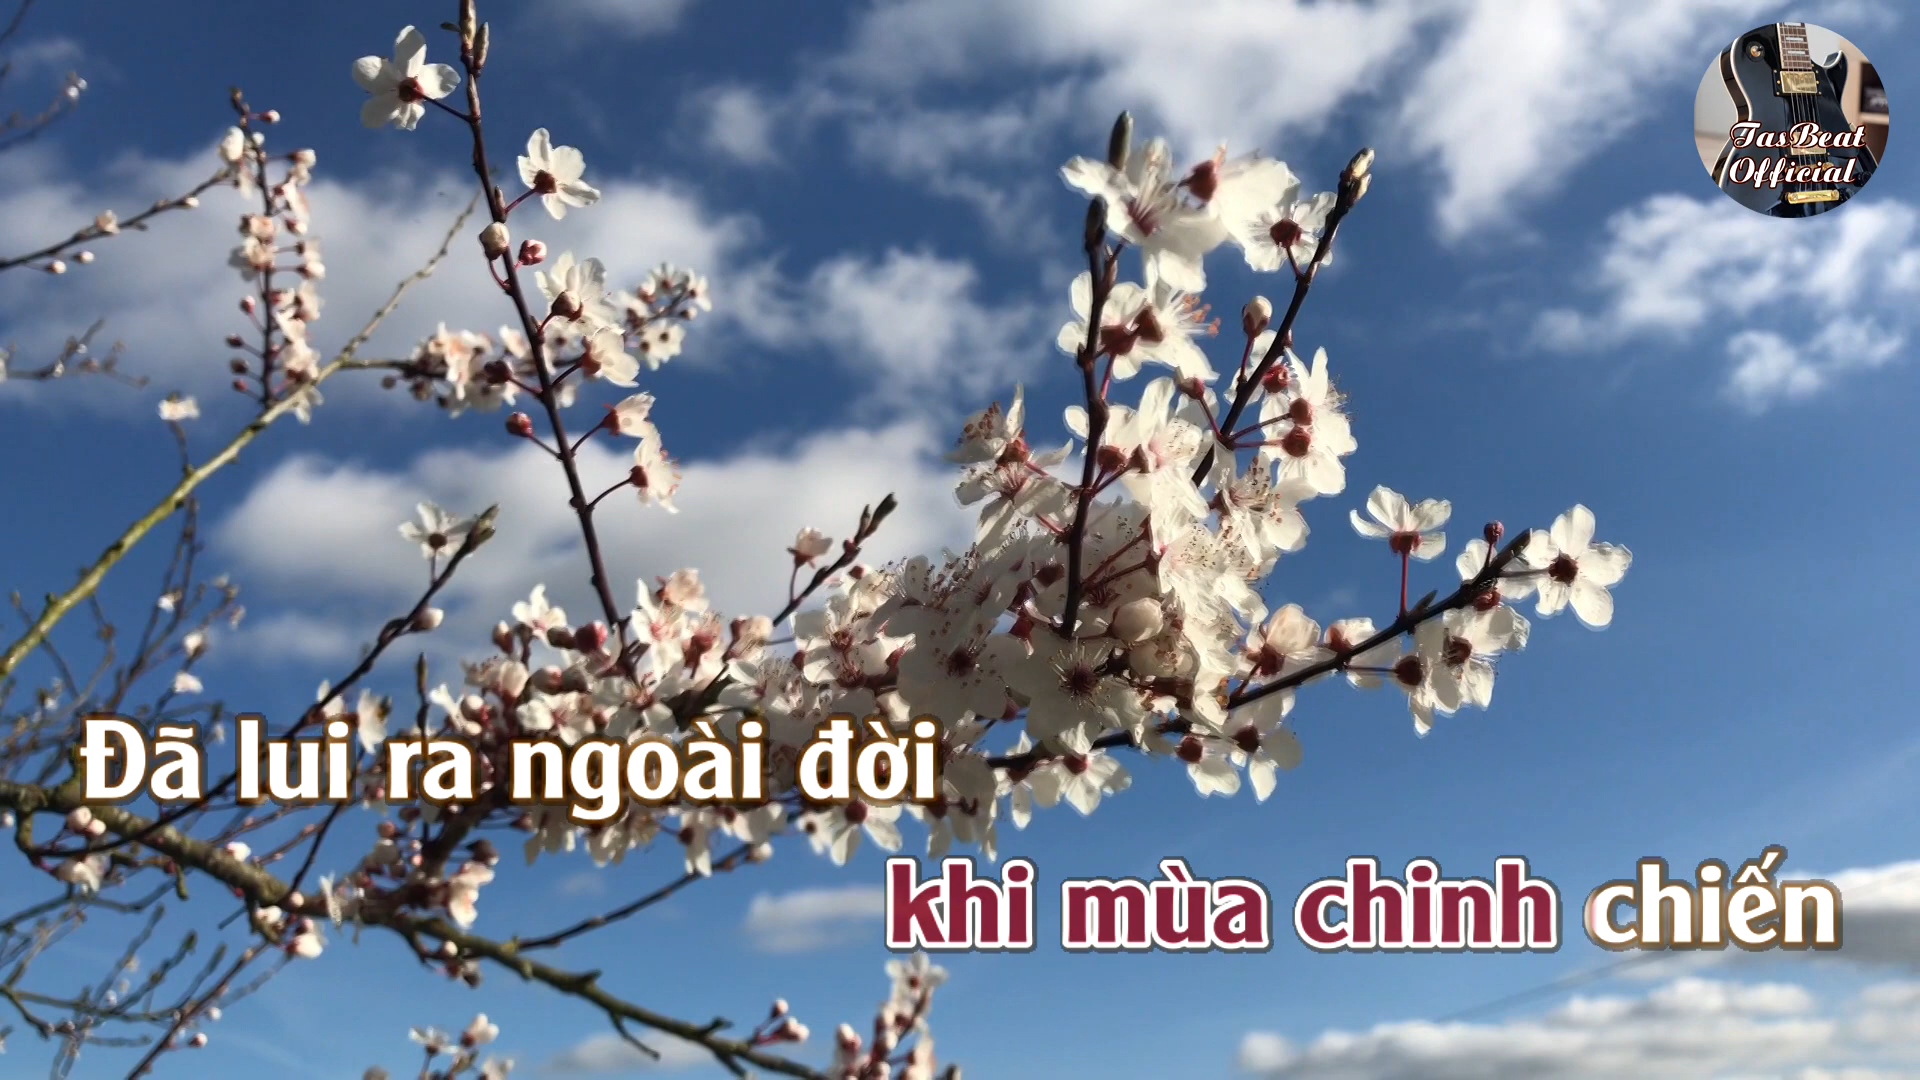 TasBeat
Official
Đã lui ra ngoài đời
khi mùa chinh chiến